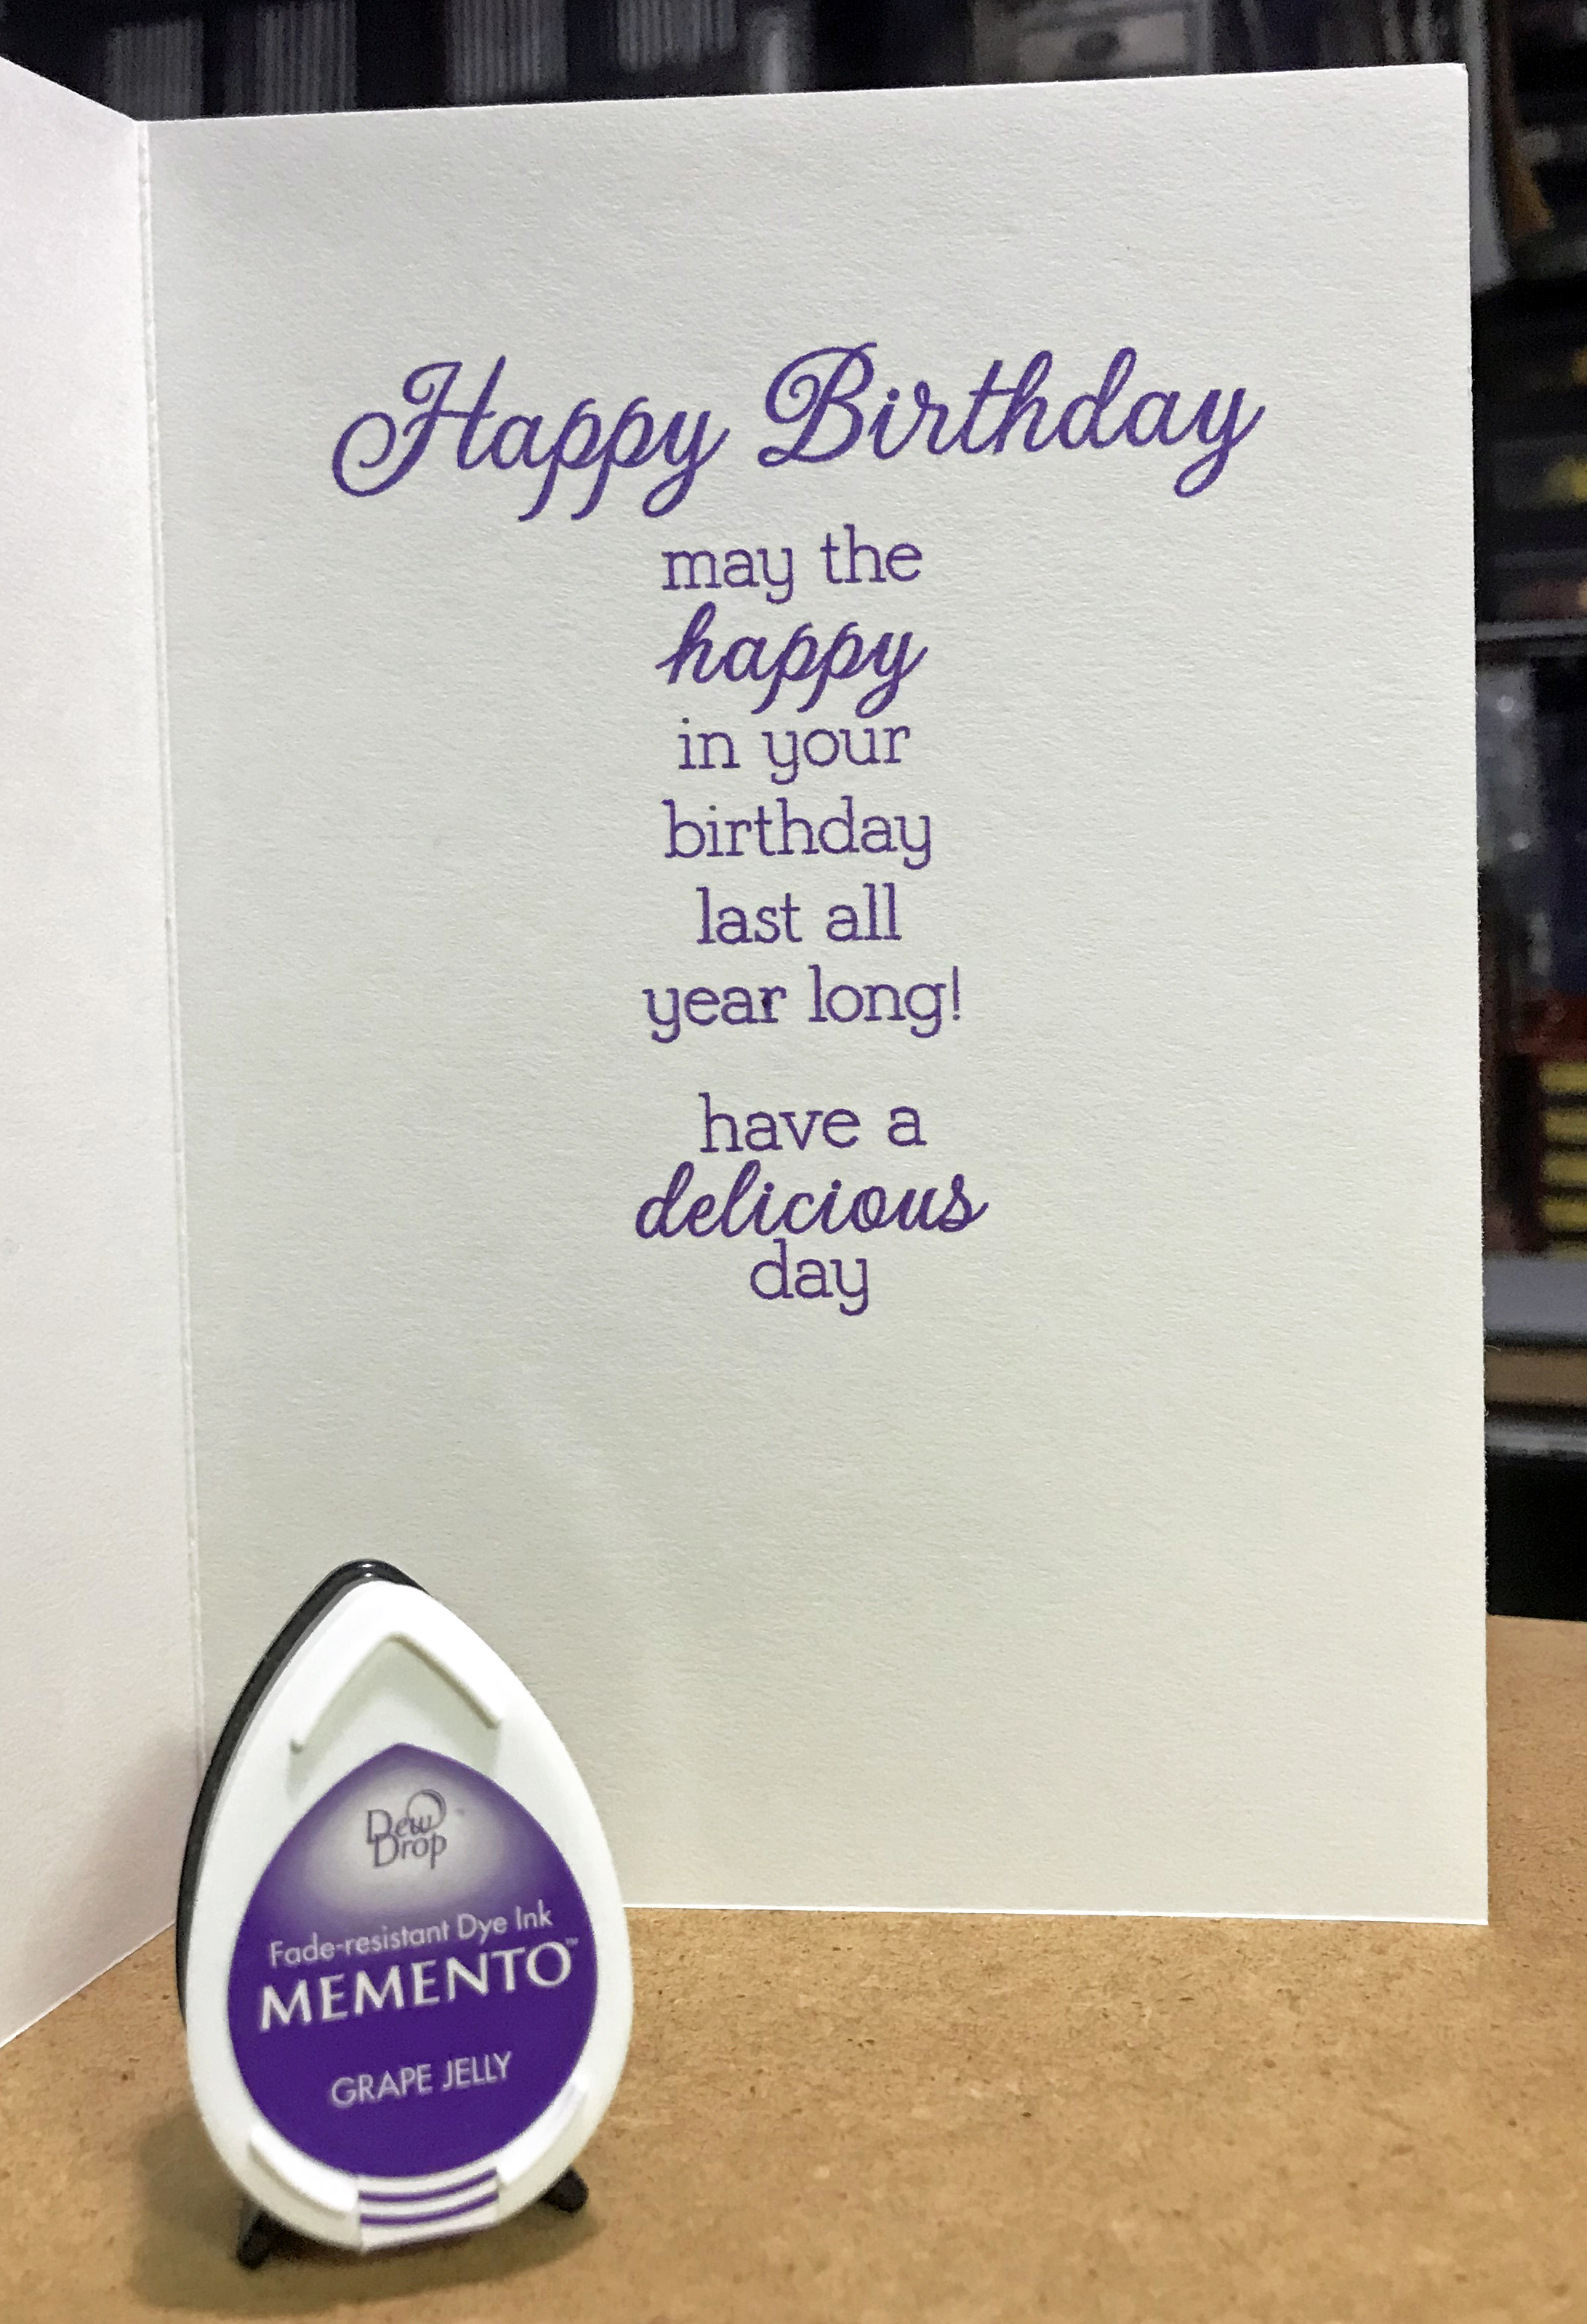 Happy Birthday
may the
happy
in your
birthday
last all
year long!
have a
delicious
day
Dew
Drop
Fade-resistant Dye Ink
MEMENTO™
GRAPE JELLY